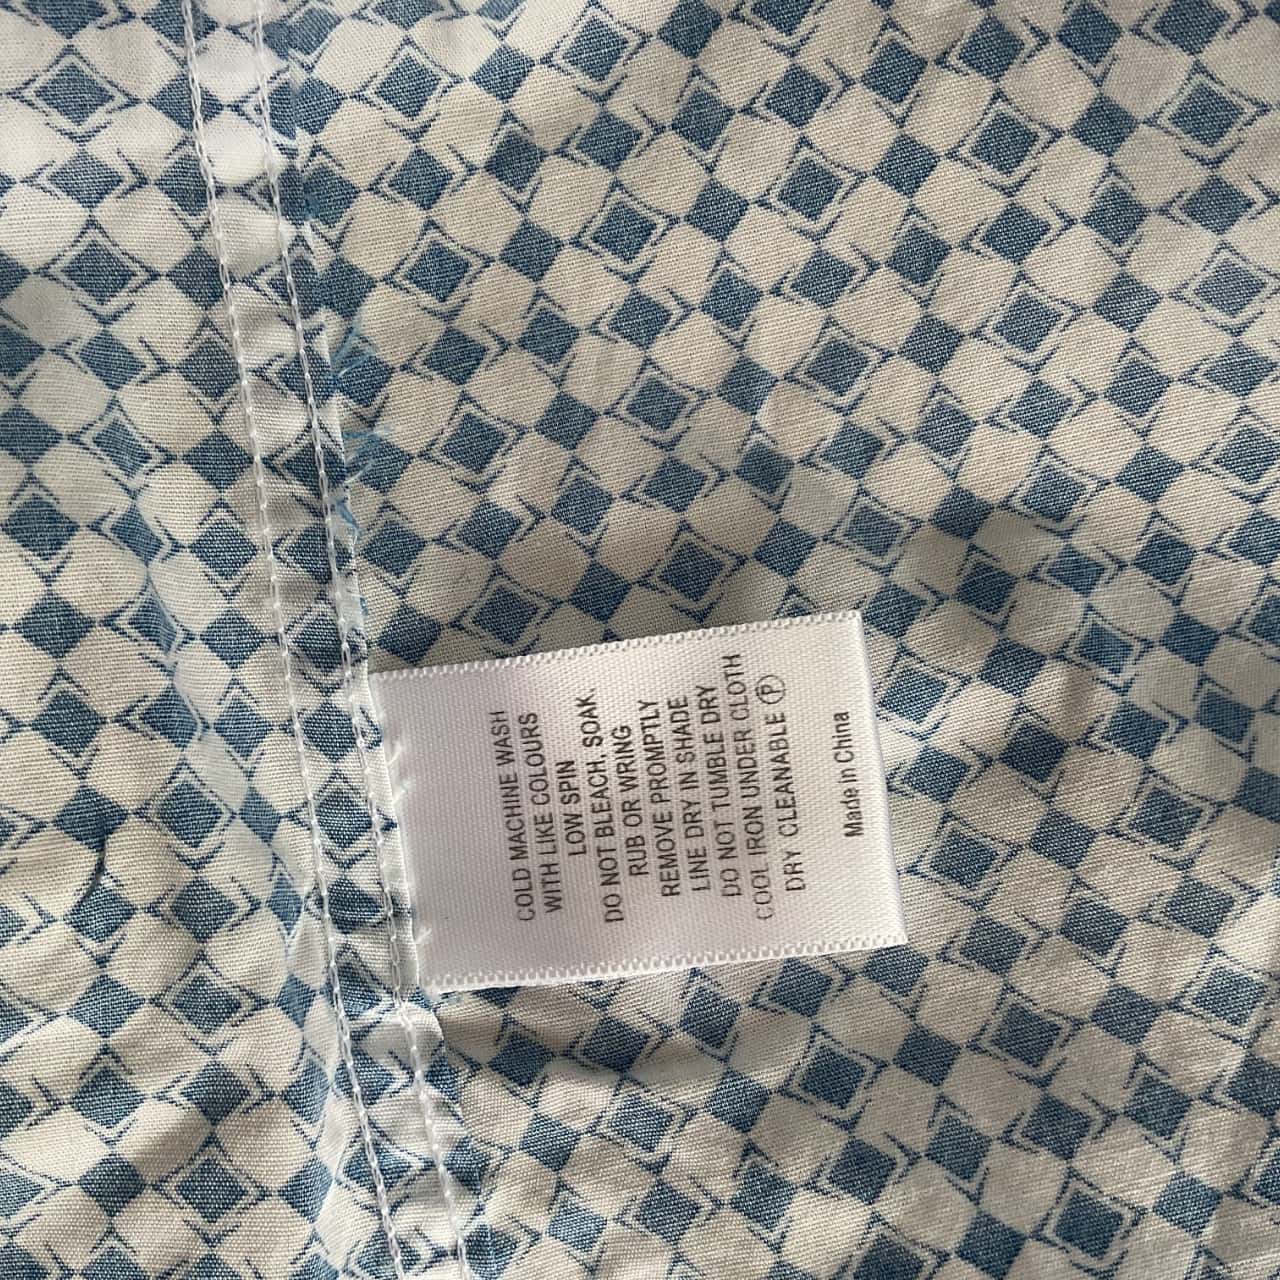 COLD MACHINE WASH
WITH LIKE COLOURS
LOW SPIN
DO NOT BLEACH, SOAK
RUB OR WRING
REMOVE PROMPTLY
LINE DRY IN SHADE
DO NOT TUMBLE DRY
COOL IRON UNDER CLOTH
DRY CLEANABLE Ⓟ
Made in China